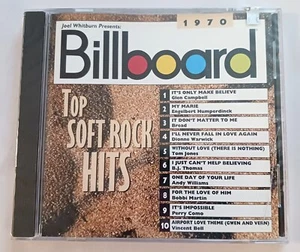 Joel Whitburn Presents:
1970
Billboard
TOP
SOFT ROCK
HITS
1 IT'S ONLY MAKE BELIEVE
Glen Campbell
2 MY MARIE
Engelbert Humperdinck
3 IT DON'T MATTER TO ME
Bread
4 I'LL NEVER FALL IN LOVE AGAIN
Dionne Warwick
5 WITHOUT LOVE (THERE IS NOTHING)
Tom Jones
6 I JUST CAN'T HELP BELIEVING
B.J. Thomas
7 ONE DAY OF YOUR LIFE
Andy Williams
8 FOR THE LOVE OF HIM
Bobbi Martin
9 IT'S IMPOSSIBLE
Perry Como
10 AIRPORT LOVE THEME (GWEN AND VERN)
Vincent Bell